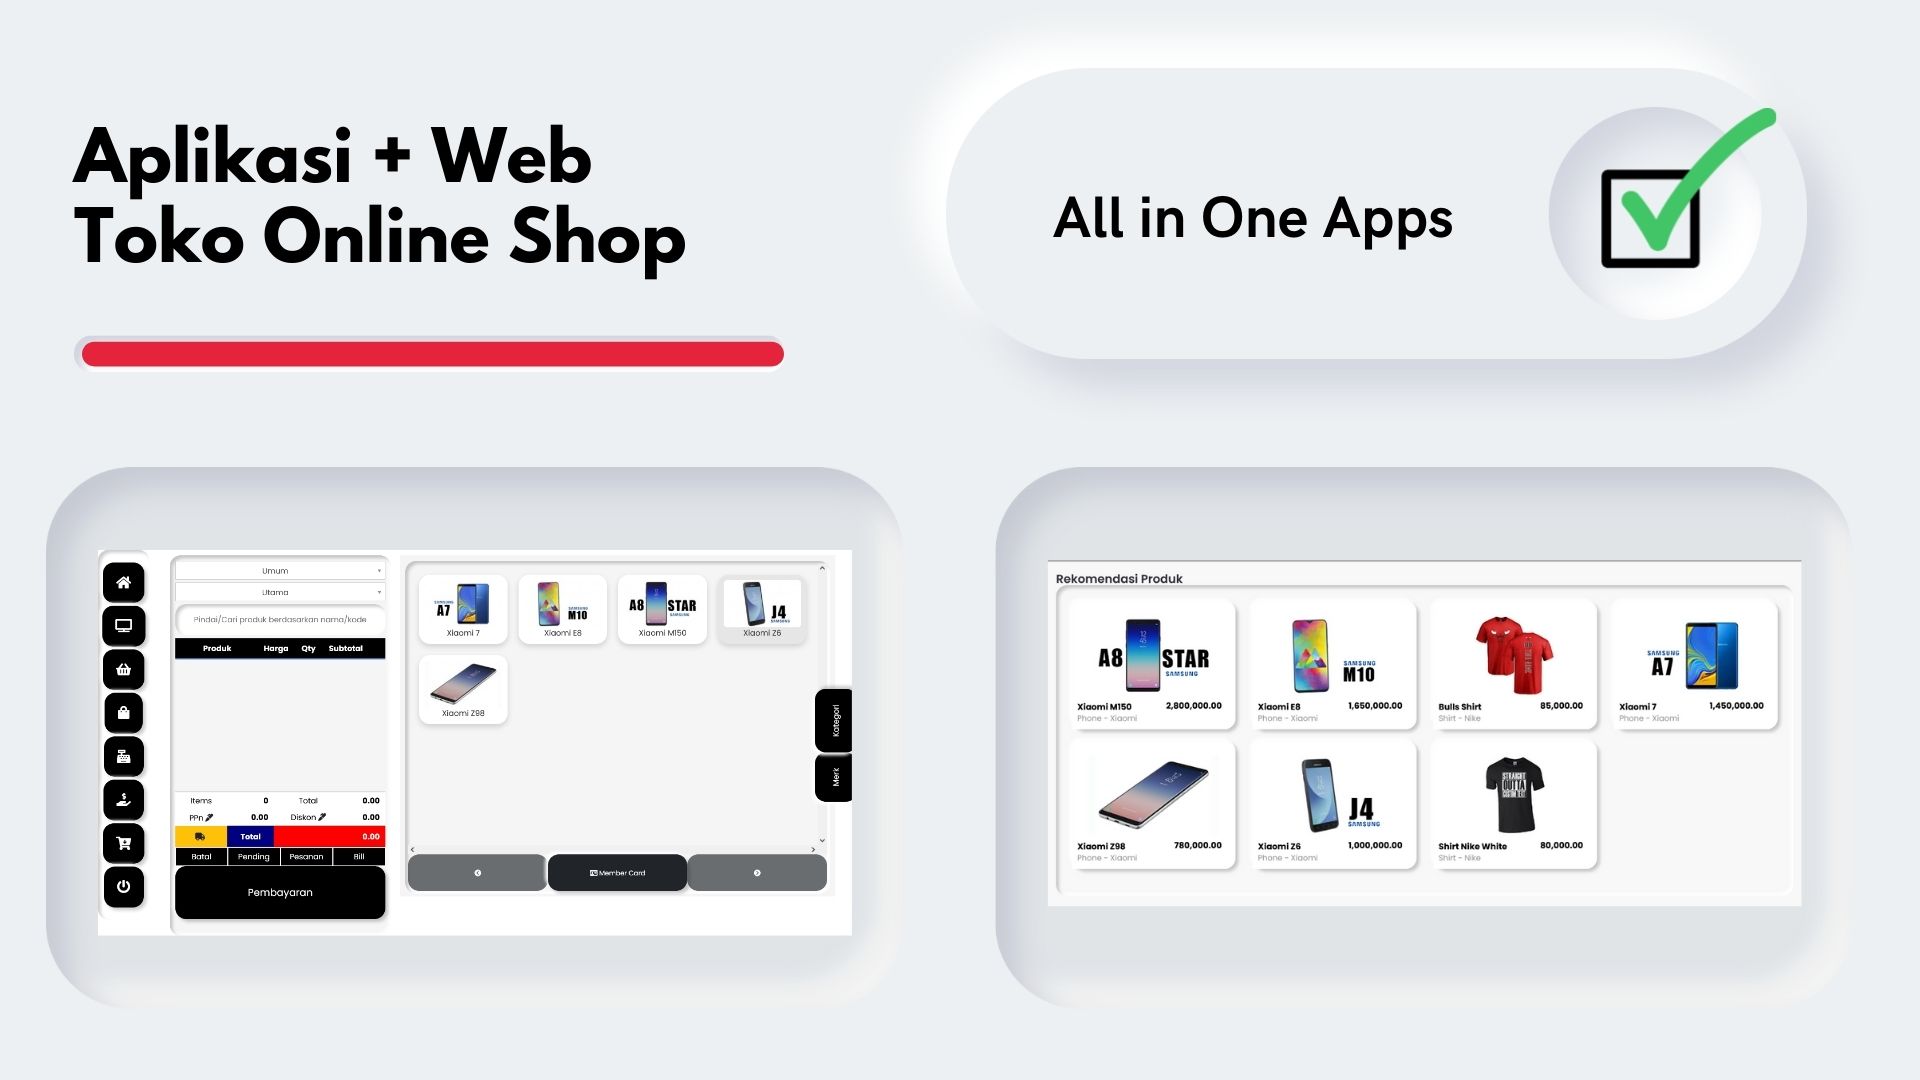 Aplikasi + Web
Toko Online Shop
All in One Apps
Umum
Utama
Pindai/Cari produk berdasarkan nama/kode
Produk Harga Qty Subtotal
Items 0 Total 0.00
PPn 0.00 Diskon 0.00
Total 0.00
Batal Pending Pesanan Bill
Pembayaran
SAMSUNG
A7
Xiaomi 7
SAMSUNG
M10
Xiaomi E8
A8 STAR
SAMSUNG
Xiaomi M150
J4
SAMSUNG
Xiaomi Z6
Xiaomi Z98
Kategori
Merk
Member Card
Rekomendasi Produk
A8 STAR
SAMSUNG
Xiaomi M150 2,800,000.00
Phone - Xiaomi
SAMSUNG
M10
Xiaomi E8 1,650,000.00
Phone - Xiaomi
Bulls Shirt 85,000.00
Shirt - Nike
SAMSUNG
A7
Xiaomi 7 1,450,000.00
Phone - Xiaomi
Xiaomi Z98 780,000.00
Phone - Xiaomi
J4
SAMSUNG
Xiaomi Z6 1,000,000.00
Phone - Xiaomi
STRAIGHT
OUTTA
CUSTOM TEXT
Shirt Nike White 80,000.00
Shirt - Nike